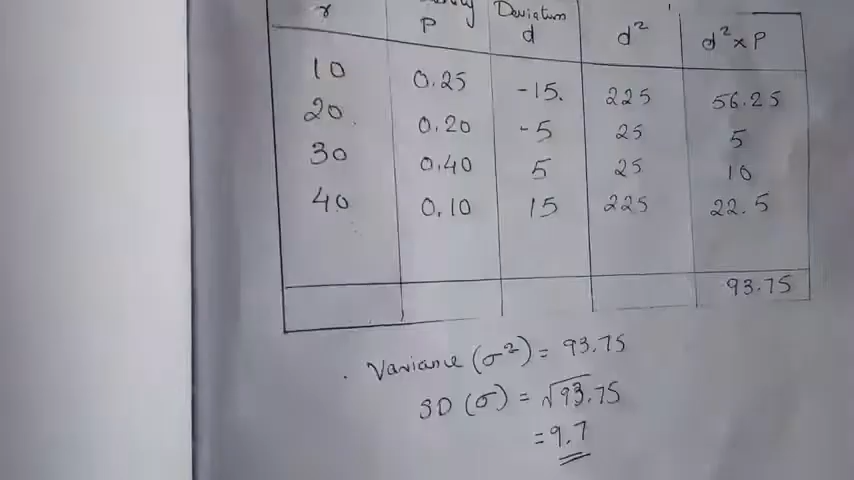 r P Deviation d d² d²xP
10 0.25 -15. 225 56.25
20. 0.20 -5 25 5
30 0.40 5 25 10
40 0.10 15 225 22.5
93.75
Variance (σ²) = 93.75
SD (σ) = √93.75
= 9.7